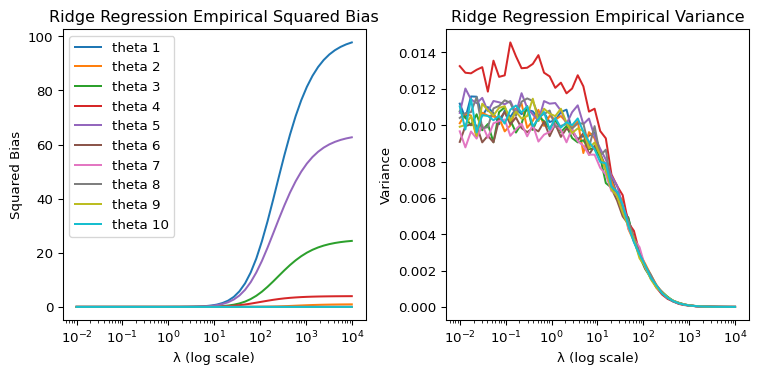 Ridge Regression Empirical Squared Bias
Squared Bias
100
80
60
40
20
0
theta 1
theta 2
theta 3
theta 4
theta 5
theta 6
theta 7
theta 8
theta 9
theta 10
10⁻² 10⁻¹ 10⁰ 10¹ 10² 10³ 10⁴
λ (log scale)
Ridge Regression Empirical Variance
Variance
0.014
0.012
0.010
0.008
0.006
0.004
0.002
0.000
10⁻² 10⁻¹ 10⁰ 10¹ 10² 10³ 10⁴
λ (log scale)